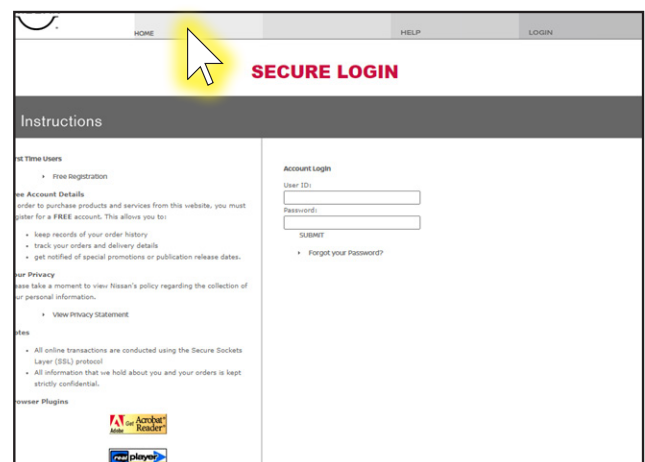 HOME
HELP
LOGIN
SECURE LOGIN
Instructions
rst Time Users
Free Registration
ee Account Details
order to purchase products and services from this website, you must
gister for a FREE account. This allows you to:
keep records of your order history
track your orders and delivery details
get notified of special promotions or publication release dates.
our Privacy
ease take a moment to view Nissan's policy regarding the collection of
ur personal information.
View Privacy Statement
otes
All online transactions are conducted using the Secure Sockets
Layer (SSL) protocol
All information that we hold about you and your orders is kept
strictly confidential.
rowser Plugins
Adobe Get Acrobat Reader
real player
Account Login
User ID:
Password:
SUBMIT
Forgot your Password?